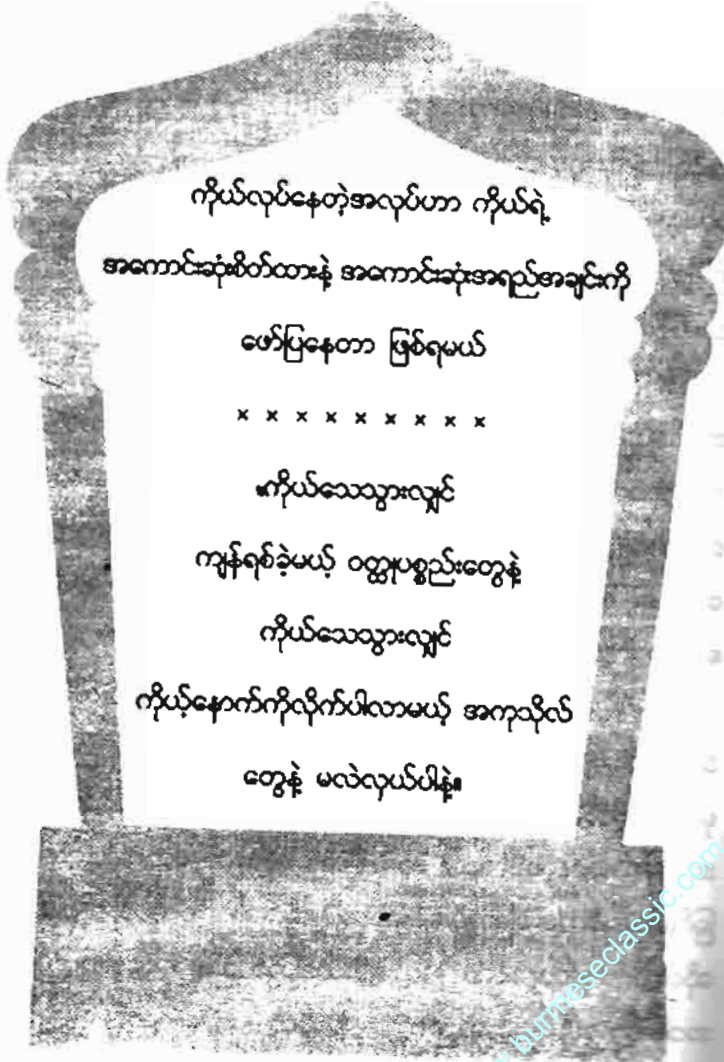 ကိုယ်လုပ်နေတဲ့အလုပ်ဟာ ကိုယ်ရဲ့
အကောင်းဆုံးစိတ်ထားနဲ့ အကောင်းဆုံးအရည်အချင်းကို
ဖော်ပြနေတာ ဖြစ်ရမယ်
× × × × × × × × ×
ကိုယ်သေသွားလျှင်
ကျန်ရစ်ခဲ့မယ့် ဝတ္ထုပစ္စည်းတွေနဲ့
ကိုယ်သေသွားလျှင်
ကိုယ့်နောက်ကိုလိုက်ပါလာမယ့် အကုသိုလ်
တွေနဲ့ မလဲလှယ်ပါနဲ့။
burmeseclassic.com